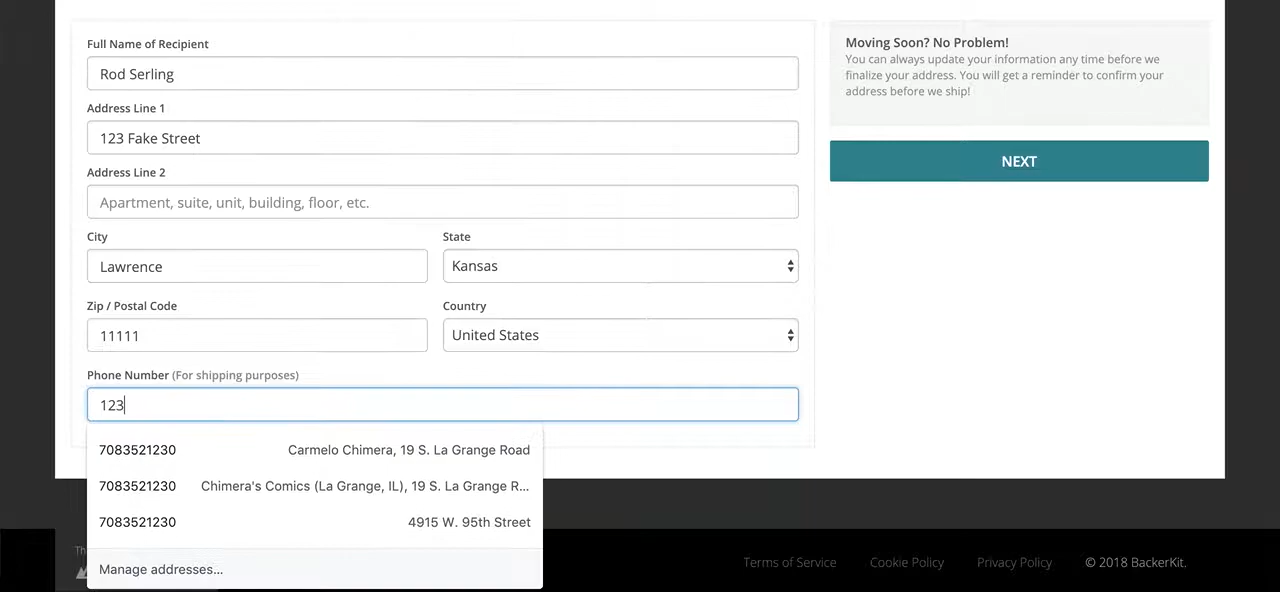 Full Name of Recipient
Rod Serling
Address Line 1
123 Fake Street
Address Line 2
Apartment, suite, unit, building, floor, etc.
City
State
Lawrence
Kansas
Zip / Postal Code
Country
11111
United States
Phone Number (For shipping purposes)
123
7083521230 Carmelo Chimera, 19 S. La Grange Road
7083521230 Chimera's Comics (La Grange, IL), 19 S. La Grange R...
7083521230 4915 W. 95th Street
Manage addresses...
Moving Soon? No Problem!
You can always update your information any time before we
finalize your address. You will get a reminder to confirm your
address before we ship!
NEXT
Th
Terms of Service
Cookie Policy
Privacy Policy
© 2018 BackerKit.